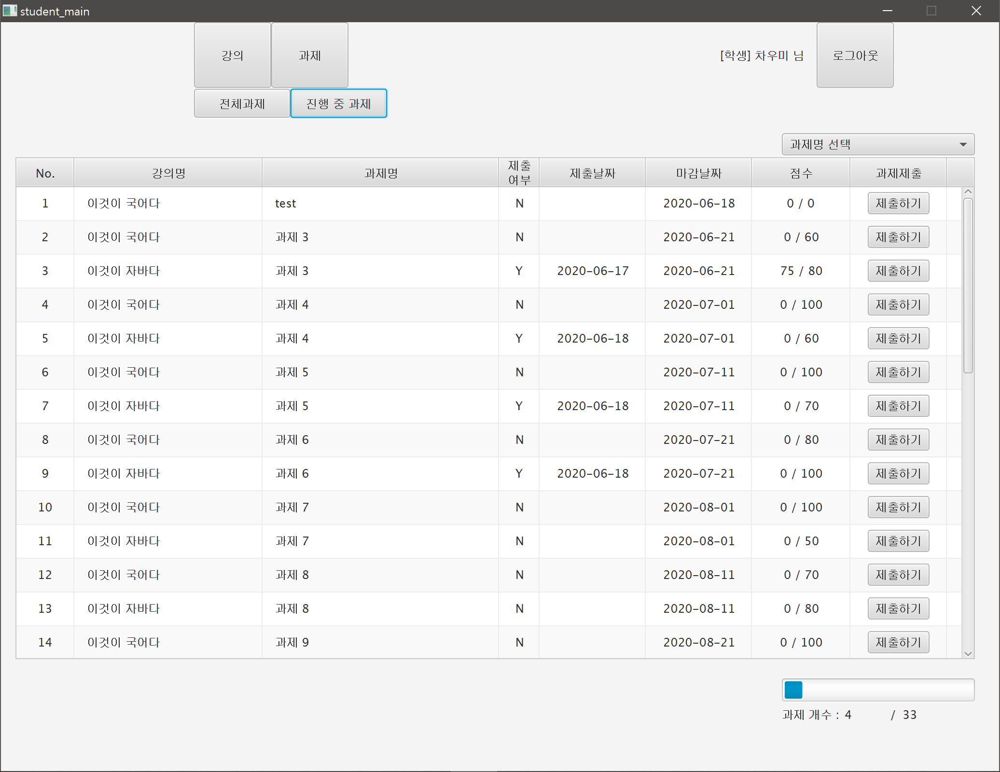 student_main
강의 과제 [학생] 차우미 님 로그아웃
전체과제 진행 중 과제
과제명 선택
No. 강의명 과제명 제출 여부 제출날짜 마감날짜 점수 과제제출
1 이것이 국어다 test N 2020-06-18 0 / 0 제출하기
2 이것이 국어다 과제 3 N 2020-06-21 0 / 60 제출하기
3 이것이 자바다 과제 3 Y 2020-06-17 2020-06-21 75 / 80 제출하기
4 이것이 국어다 과제 4 N 2020-07-01 0 / 100 제출하기
5 이것이 자바다 과제 4 Y 2020-06-18 2020-07-01 0 / 60 제출하기
6 이것이 국어다 과제 5 N 2020-07-11 0 / 100 제출하기
7 이것이 자바다 과제 5 Y 2020-06-18 2020-07-11 0 / 70 제출하기
8 이것이 국어다 과제 6 N 2020-07-21 0 / 80 제출하기
9 이것이 자바다 과제 6 Y 2020-06-18 2020-07-21 0 / 100 제출하기
10 이것이 국어다 과제 7 N 2020-08-01 0 / 100 제출하기
11 이것이 자바다 과제 7 N 2020-08-01 0 / 50 제출하기
12 이것이 국어다 과제 8 N 2020-08-11 0 / 70 제출하기
13 이것이 자바다 과제 8 N 2020-08-11 0 / 80 제출하기
14 이것이 국어다 과제 9 N 2020-08-21 0 / 100 제출하기
과제 개수 : 4 / 33